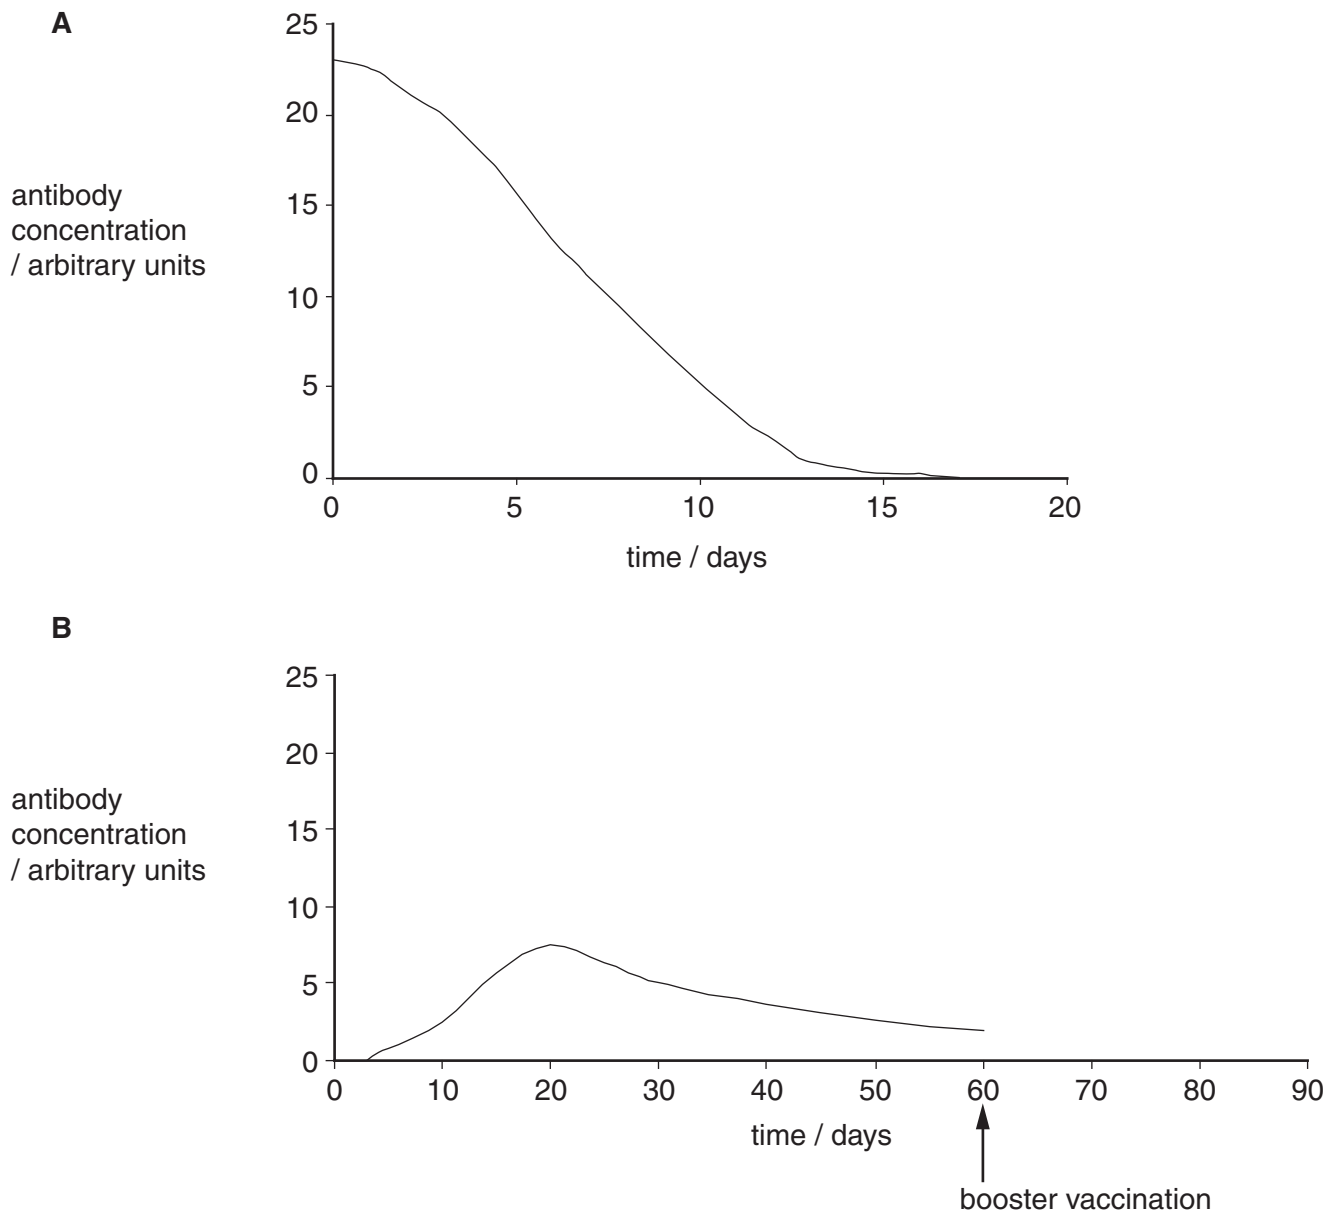 A
25
20
15
10
5
0
antibody
concentration
/ arbitrary units
0 5 10 15 20
time / days
B
25
20
15
10
5
0
antibody
concentration
/ arbitrary units
0 10 20 30 40 50 60 70 80 90
time / days
booster vaccination